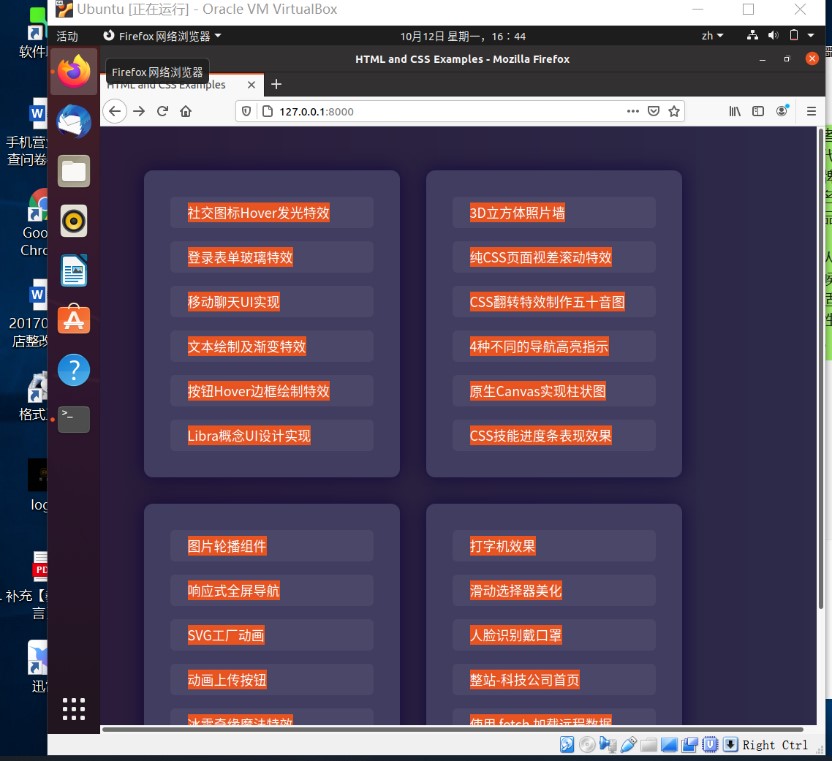 Ubuntu [正在运行] - Oracle VM VirtualBox
活动
Firefox 网络浏览器
10月12日 星期一，16：44
zh
HTML and CSS Examples - Mozilla Firefox
Firefox 网络浏览器
HTML and CSS Examples
127.0.0.1:8000
社交图标Hover发光特效
登录表单玻璃特效
移动聊天UI实现
文本绘制及渐变特效
按钮Hover边框绘制特效
Libra概念UI设计实现
3D立方体照片墙
纯CSS页面视差滚动特效
CSS翻转特效制作五十音图
4种不同的导航高亮指示
原生Canvas实现柱状图
CSS技能进度条表现效果
图片轮播组件
响应式全屏导航
SVG工厂动画
动画上传按钮
冰雪奇缘魔法特效
打字机效果
滑动选择器美化
人脸识别戴口罩
整站-科技公司首页
使用 fetch 加载远程数据
Right Ctrl
软件
手机营
查问卷
Goo
Chro
20170
店整改
格式
log
PD
补充【
言
迅